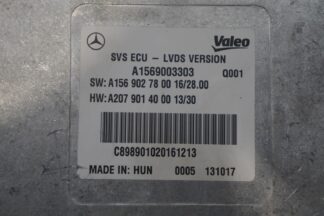 Valeo
SVS ECU - LVDS VERSION
A1569003303 Q001
SW: A156 902 78 00 16/28.00
HW: A207 901 40 00 13/30
C898901020161213
MADE IN: HUN 0005 131017